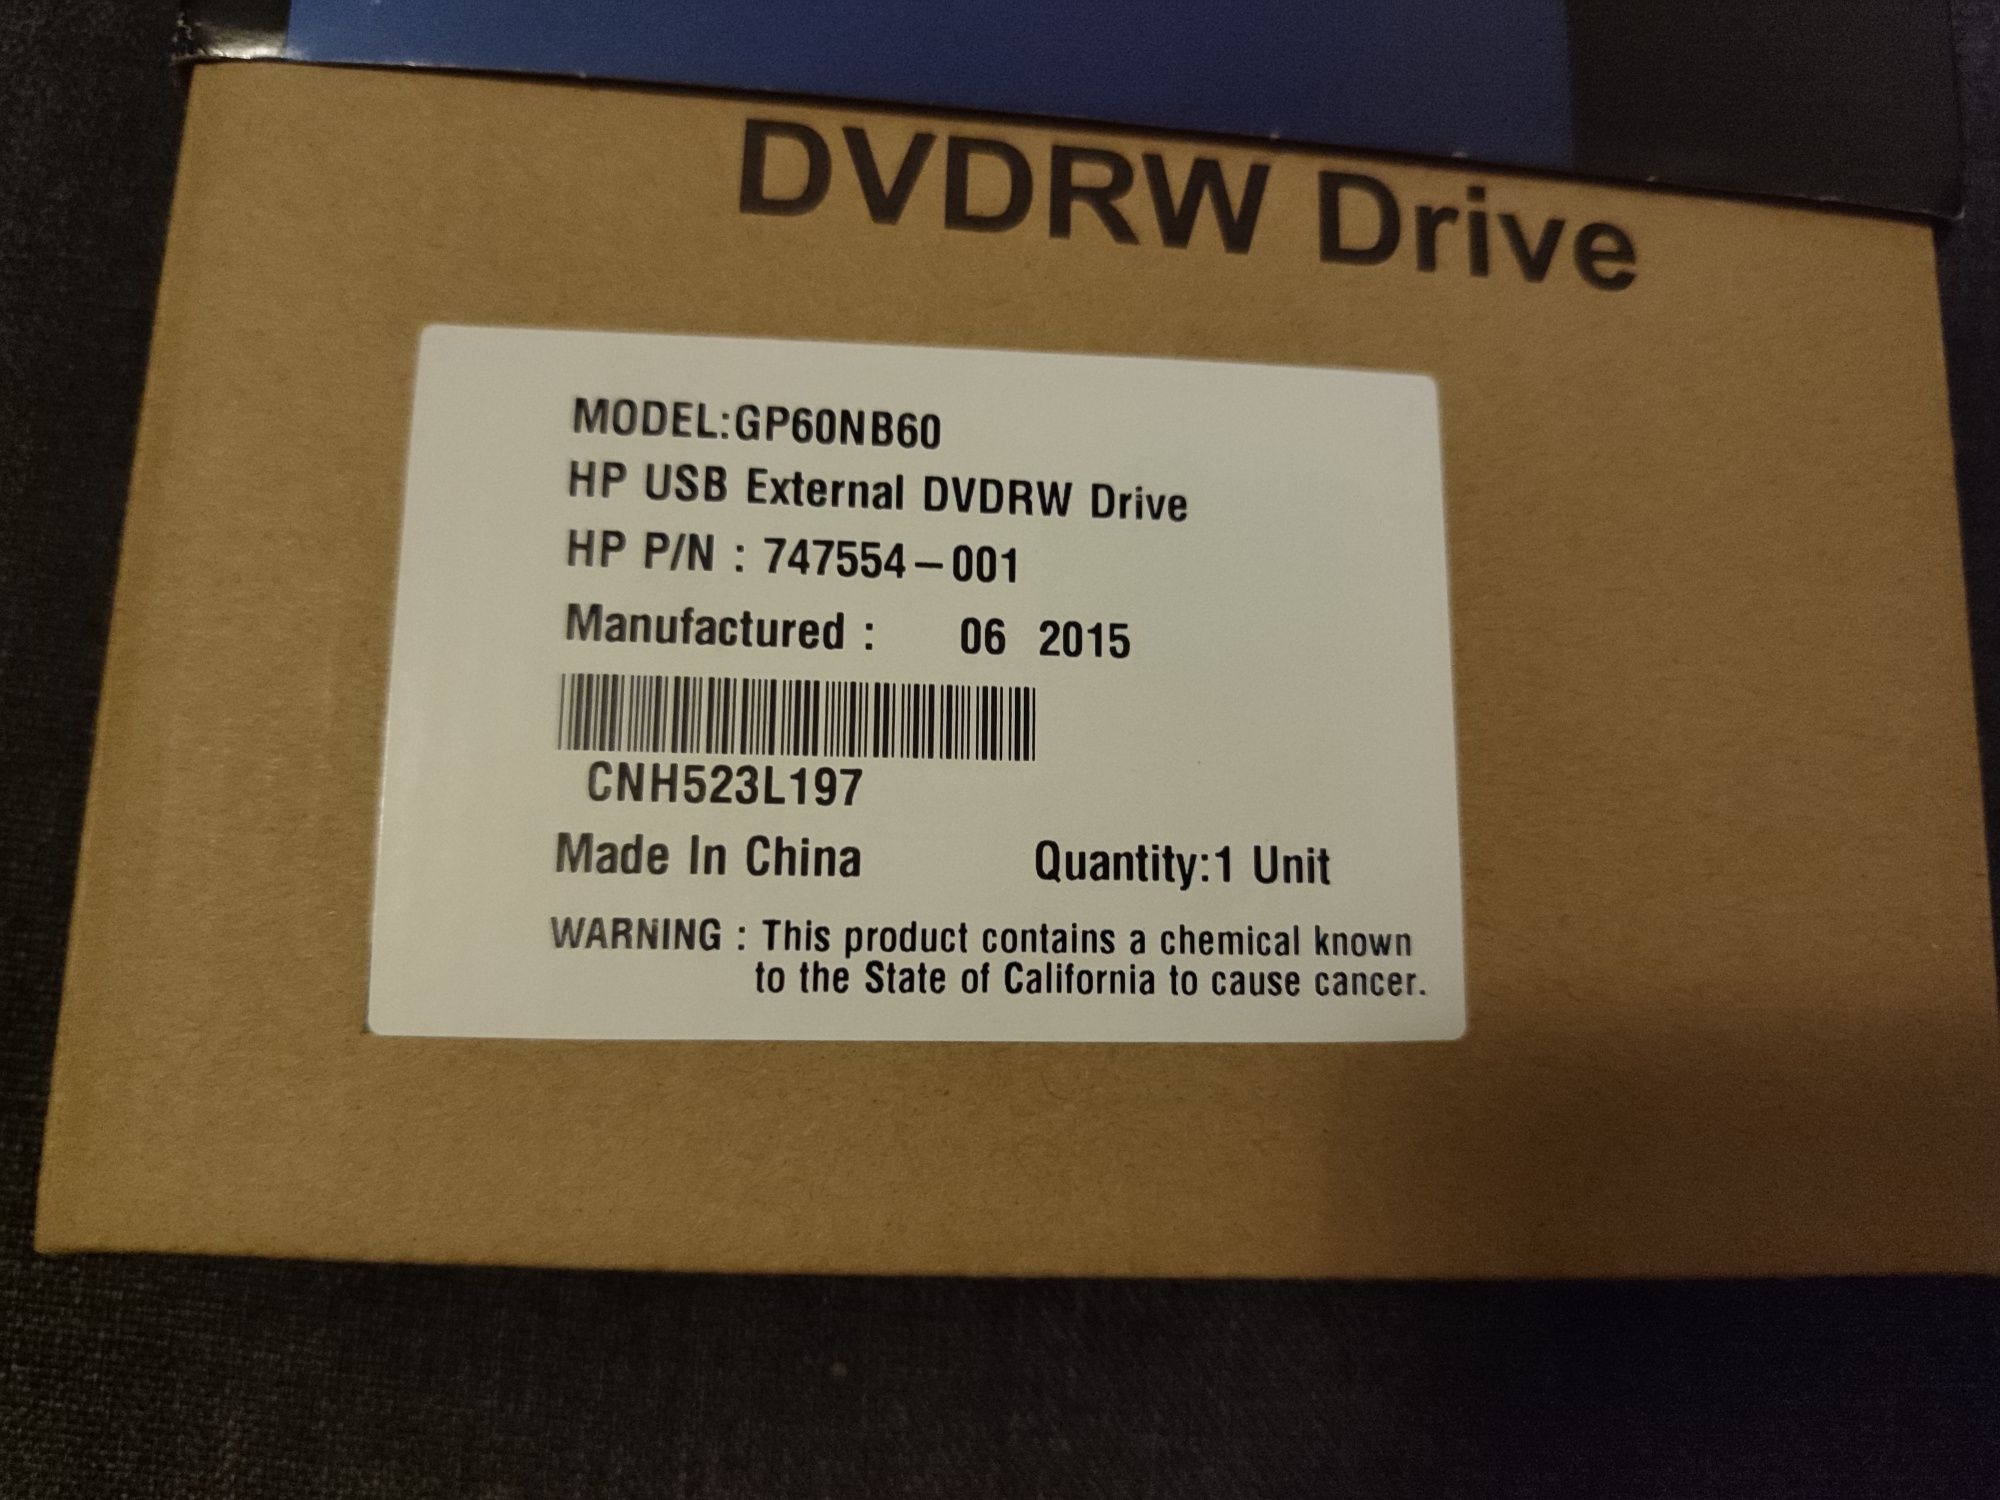 DVDRW Drive
MODEL:GP60NB60
HP USB External DVDRW Drive
HP P/N : 747554-001
Manufactured : 06 2015
CNH523L197
Made In China Quantity:1 Unit
WARNING : This product contains a chemical known
to the State of California to cause cancer.